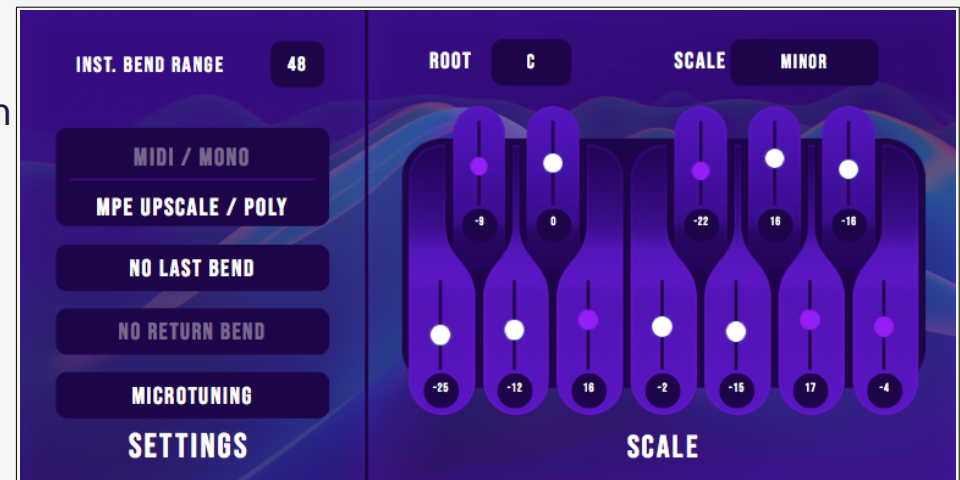 n
INST. BEND RANGE 48
MIDI / MONO
MPE UPSCALE / POLY
NO LAST BEND
NO RETURN BEND
MICROTUNING
SETTINGS
ROOT C SCALE MINOR
-9 0 -22 16 -16
-25 -12 16 -2 -15 17 -4
SCALE